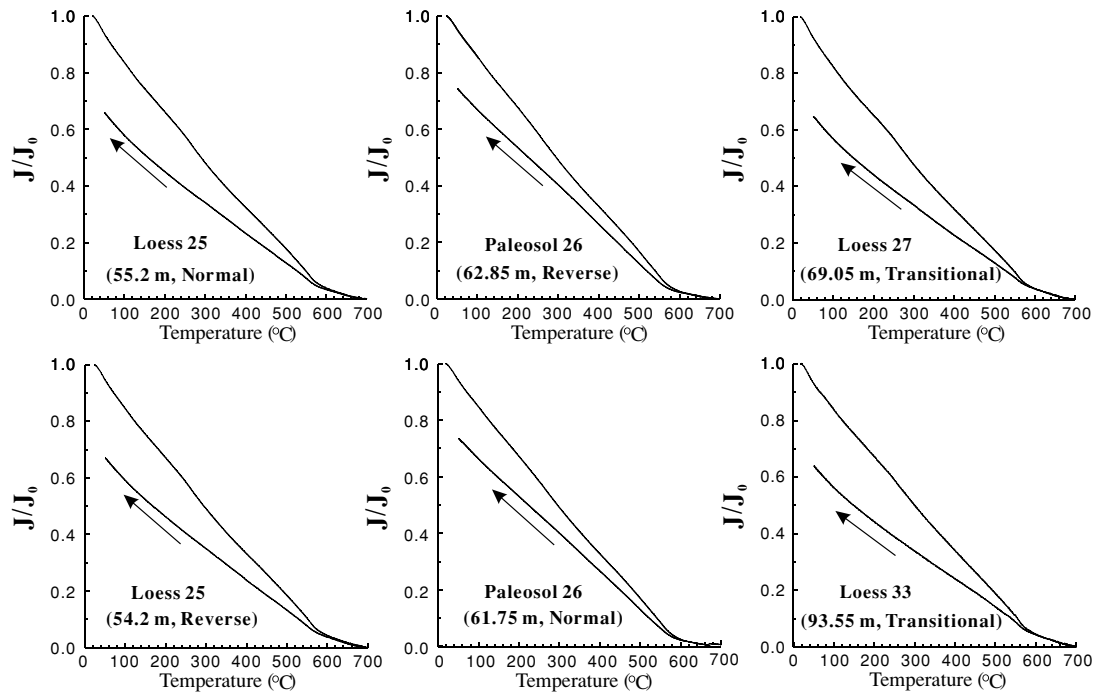 1.0
0.8
0.6
0.4
0.2
0.0
J/J₀
Loess 25
(55.2 m, Normal)
0 100 200 300 400 500 600 700
Temperature (°C)
1.0
0.8
0.6
0.4
0.2
0.0
J/J₀
Paleosol 26
(62.85 m, Reverse)
0 100 200 300 400 500 600 700
Temperature (°C)
1.0
0.8
0.6
0.4
0.2
0.0
J/J₀
Loess 27
(69.05 m, Transitional)
0 100 200 300 400 500 600 700
Temperature (°C)
1.0
0.8
0.6
0.4
0.2
0.0
J/J₀
Loess 25
(54.2 m, Reverse)
0 100 200 300 400 500 600 700
Temperature (°C)
1.0
0.8
0.6
0.4
0.2
0.0
J/J₀
Paleosol 26
(61.75 m, Normal)
0 100 200 300 400 500 600 700
Temperature (°C)
1.0
0.8
0.6
0.4
0.2
0.0
J/J₀
Loess 33
(93.55 m, Transitional)
0 100 200 300 400 500 600 700
Temperature (°C)